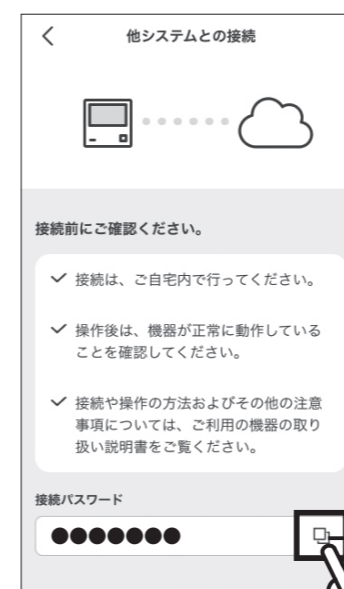 他システムとの接続
接続前にご確認ください。
接続は、ご自宅内で行ってください。
操作後は、機器が正常に動作している
ことを確認してください。
接続や操作の方法およびその他の注意
事項については、ご利用の機器の取り
扱い説明書をご覧ください。
接続パスワード
●●●●●●●